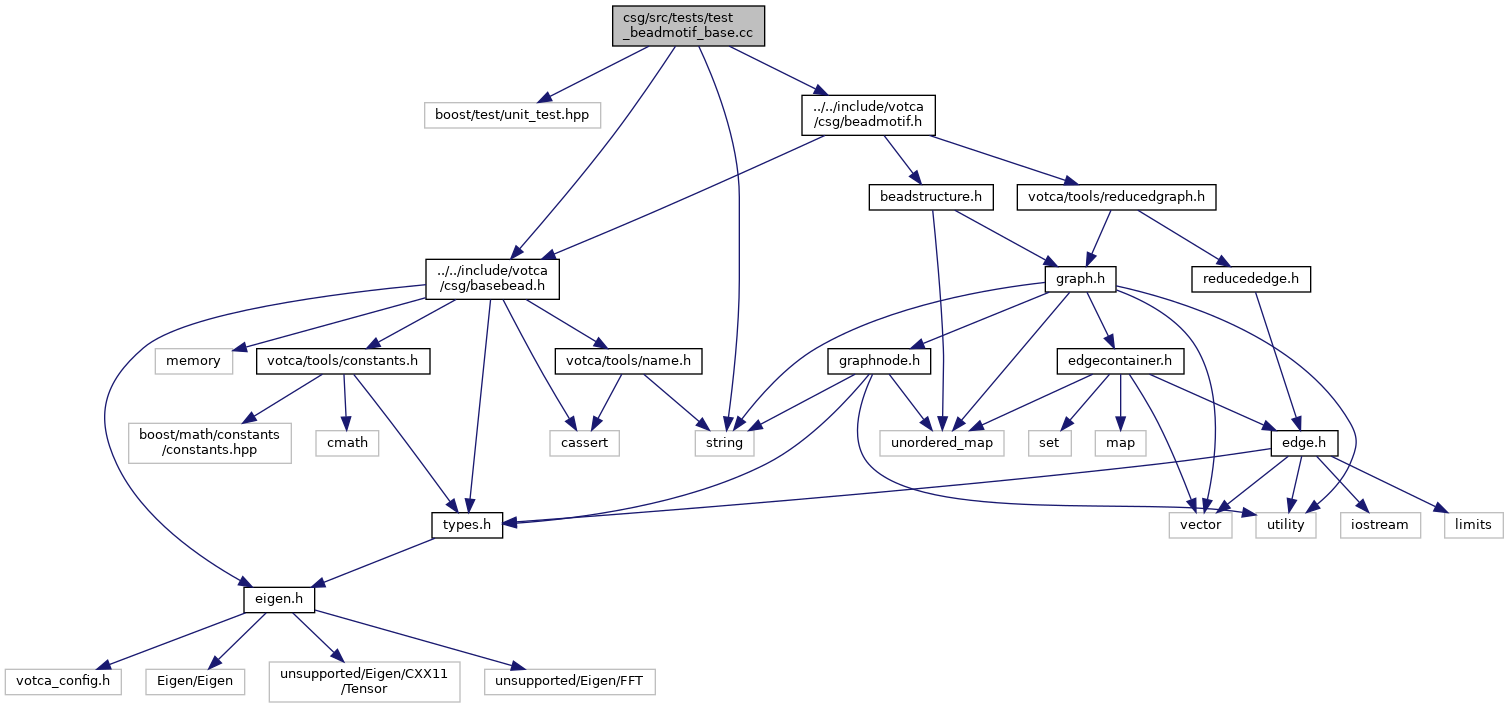 csg/src/tests/test
_beadmotif_base.cc
boost/test/unit_test.hpp
../../include/votca
/csg/beadmotif.h
beadstructure.h
votca/tools/reducedgraph.h
../../include/votca
/csg/basebead.h
graph.h
reducededge.h
memory
votca/tools/constants.h
votca/tools/name.h
graphnode.h
edgecontainer.h
boost/math/constants
/constants.hpp
cmath
cassert
string
unordered_map
set
map
edge.h
types.h
vector
utility
iostream
limits
eigen.h
votca_config.h
Eigen/Eigen
unsupported/Eigen/CXX11
/Tensor
unsupported/Eigen/FFT